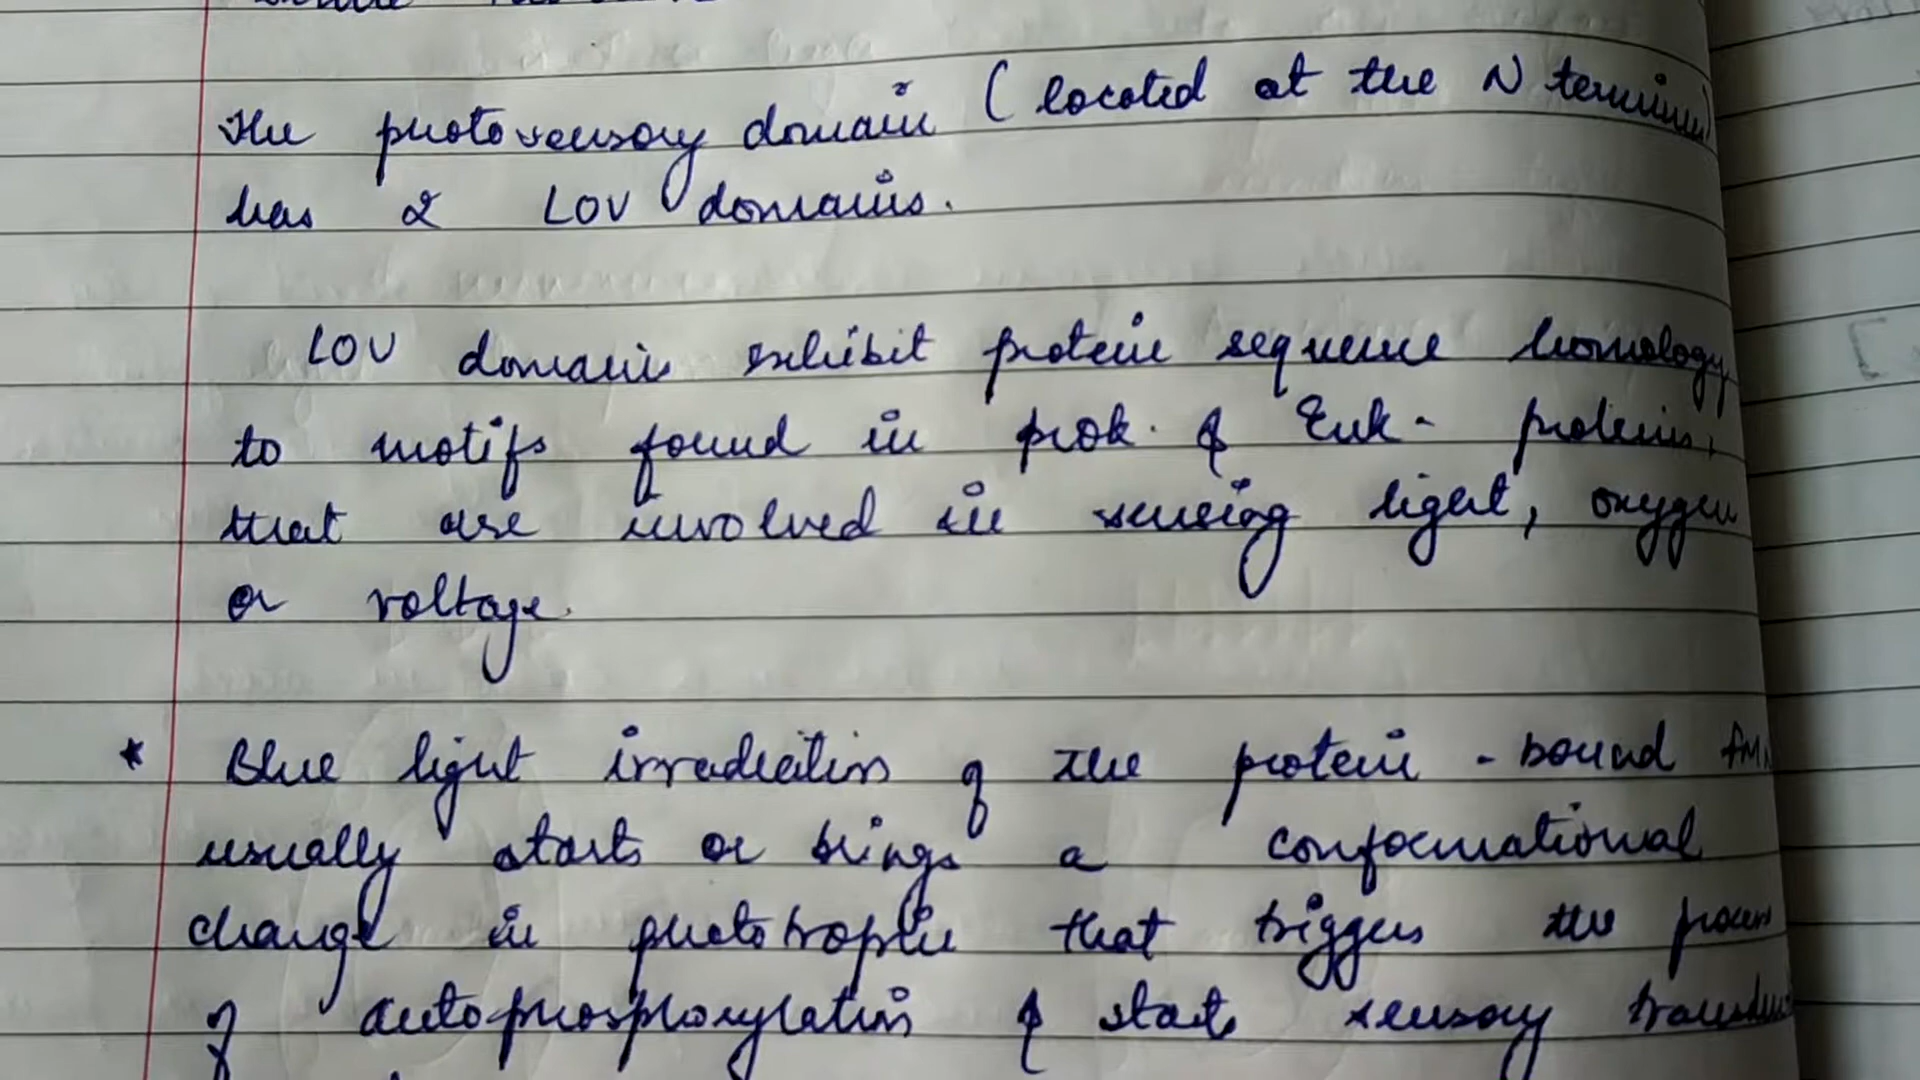 The photosensory domain (located at the N terminus)
has 2 LOV domains.
LOV domain exhibit protein sequence homology
to motifs found in prok. & Euk. proteins,
that are involved in sensing light, oxygen
or voltage.
* Blue light irradiation of the protein-bound FMN
usually starts or brings a conformational
change in phototropin that triggers the process
of autophosphorylation & starts sensory